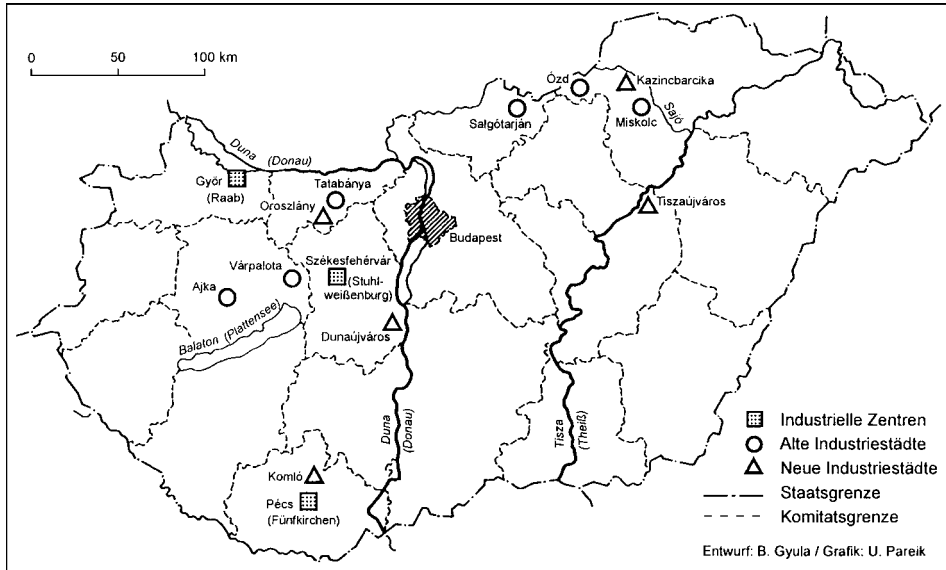 0 50 100 km
Ózd
Kazincbarcika
Salgótarján
Miskolc
Sajó
Duna (Donau)
Győr
(Raab)
Tatabánya
Oroszlány
Tiszaújváros
Budapest
Várpalota
Székesfehérvár
(Stuhl-
weißenburg)
Ajka
Balaton (Plattensee)
Dunaújváros
Duna
(Donau)
Tisza
(Theiß)
Komló
Pécs
(Fünfkirchen)
Industrielle Zentren
Alte Industriestädte
Neue Industriestädte
Staatsgrenze
Komitatsgrenze
Entwurf: B. Gyula / Grafik: U. Pareik